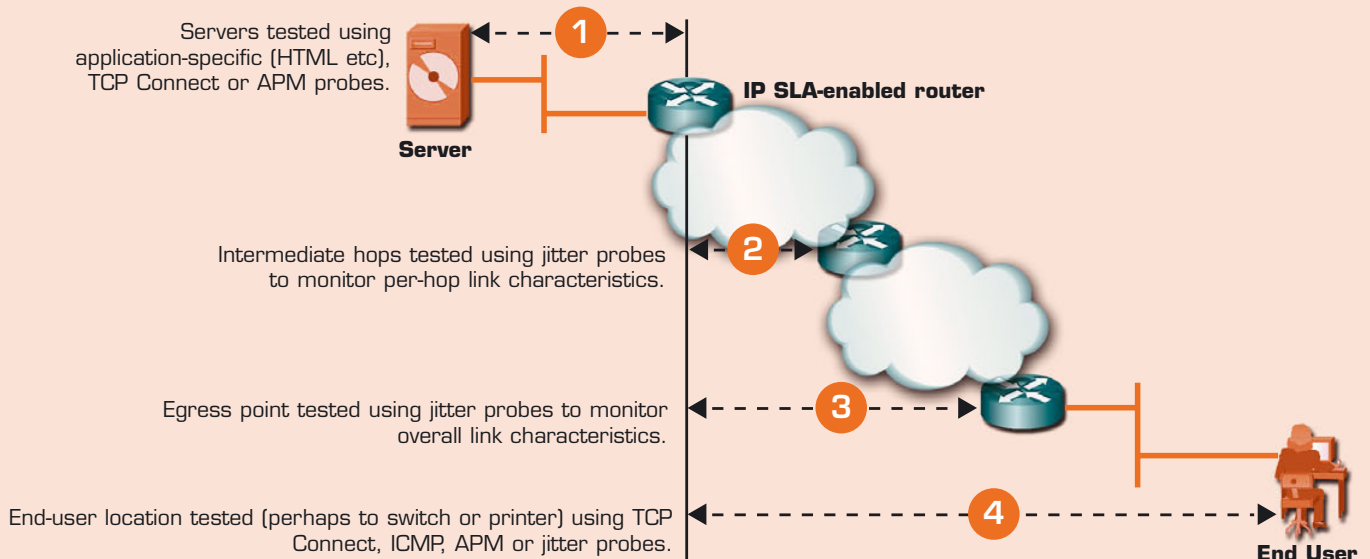 Servers tested using
application-specific (HTML etc),
TCP Connect or APM probes.
1
IP SLA-enabled router
Server
Intermediate hops tested using jitter probes
to monitor per-hop link characteristics.
2
Egress point tested using jitter probes to monitor
overall link characteristics.
3
End-user location tested (perhaps to switch or printer) using TCP
Connect, ICMP, APM or jitter probes.
4
End User